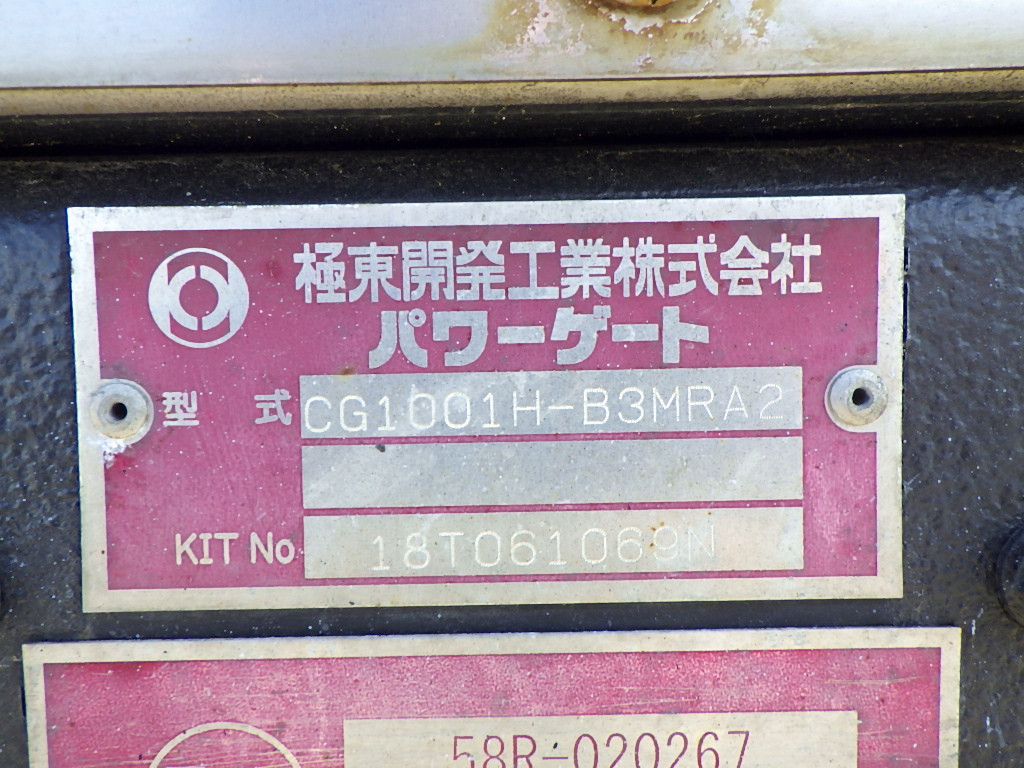 極東開発工業株式会社
パワーゲート
型式 CG1001H-B3MRA2
KIT No 18T061069N
58R-020267